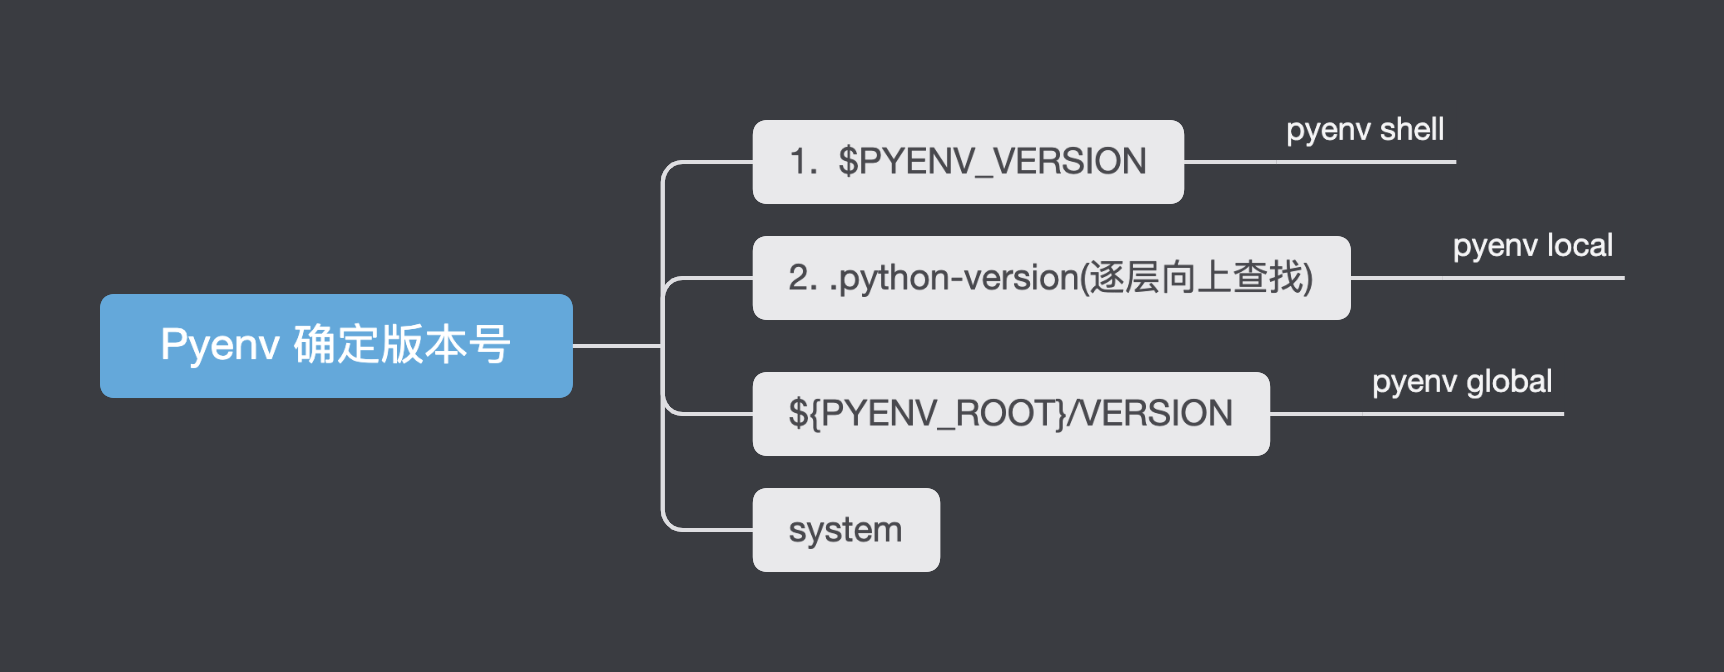 Pyenv 确定版本号
1. $PYENV_VERSION
pyenv shell
2. .python-version(逐层向上查找)
pyenv local
${PYENV_ROOT}/VERSION
pyenv global
system